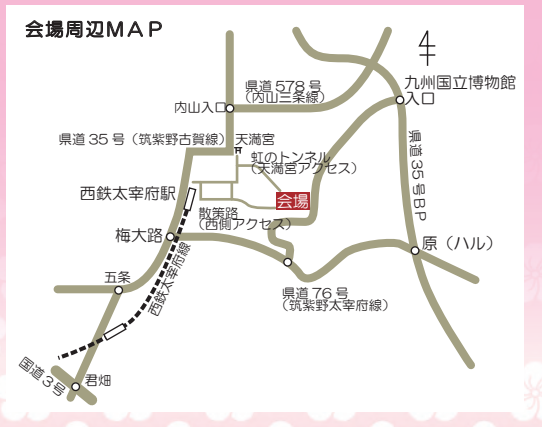 会場周辺MAP
県道578号
(内山三条線)
九州国立博物館
入口
内山入口
県道35号(筑紫野古賀線)
天満宮
虹のトンネル
(天満宮アクセス)
県道35号BP
西鉄太宰府駅
会場
散策路
(西側アクセス)
梅大路
原(ハル)
西鉄太宰府線
五条
県道76号
(筑紫野太宰府線)
国道3号
君畑